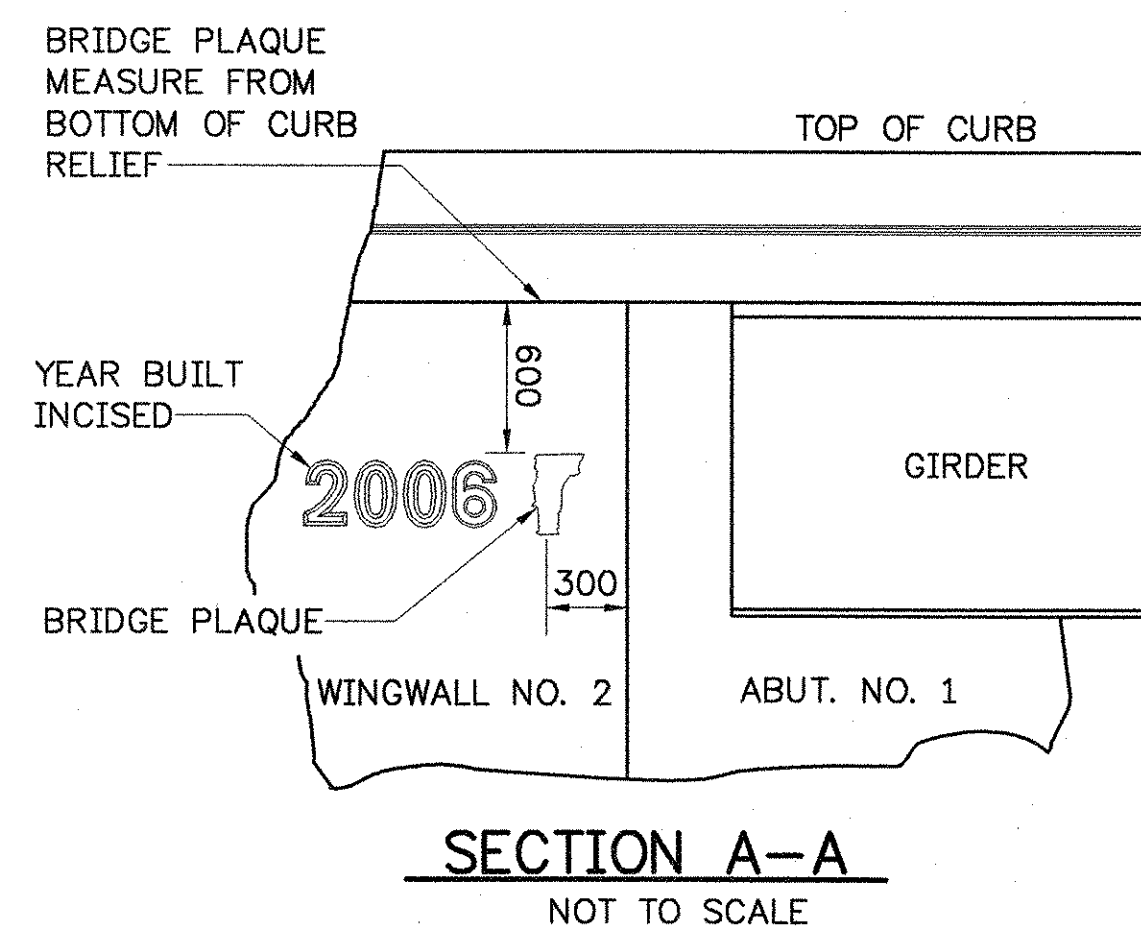 BRIDGE PLAQUE
MEASURE FROM
BOTTOM OF CURB
RELIEF
TOP OF CURB
600
YEAR BUILT
INCISED
2006
GIRDER
300
BRIDGE PLAQUE
WINGWALL NO. 2
ABUT. NO. 1
SECTION A-A
NOT TO SCALE